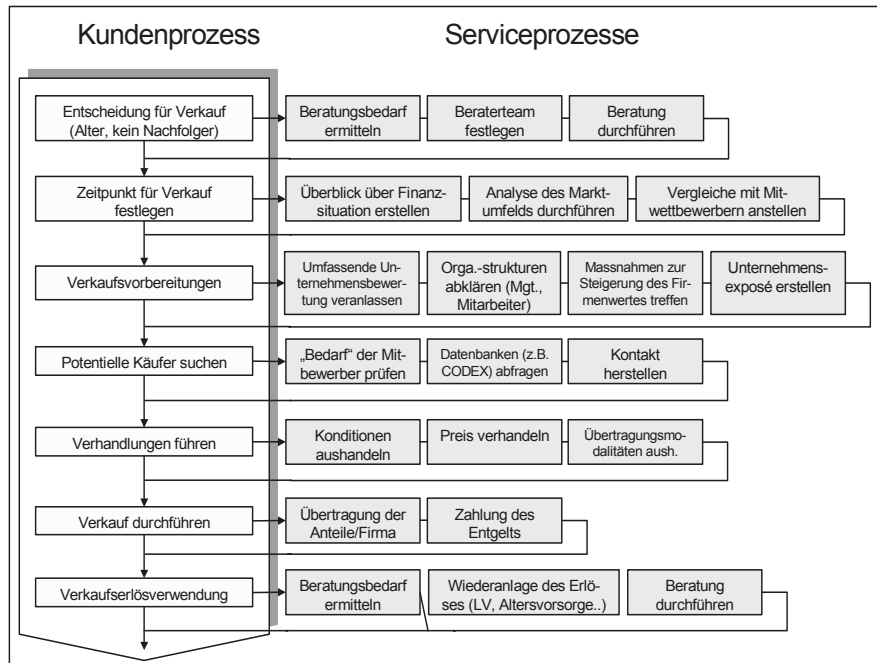 Kundenprozess
Serviceprozesse
Entscheidung für Verkauf
(Alter, kein Nachfolger)
Beratungsbedarf
ermitteln
Beraterteam
festlegen
Beratung
durchführen
Zeitpunkt für Verkauf
festlegen
Überblick über Finanz-
situation erstellen
Analyse des Markt-
umfelds durchführen
Vergleiche mit Mit-
wettbewerbern anstellen
Verkaufsvorbereitungen
Umfassende Un-
ternehmensbewer-
tung veranlassen
Orga.-strukturen
abklären (Mgt.,
Mitarbeiter)
Massnahmen zur
Steigerung des Fir-
menwertes treffen
Unternehmens-
exposé erstellen
Potentielle Käufer suchen
„Bedarf“ der Mit-
bewerber prüfen
Datenbanken (z.B.
CODEX) abfragen
Kontakt
herstellen
Verhandlungen führen
Konditionen
aushandeln
Preis verhandeln
Übertragungsmo-
dalitäten aush.
Verkauf durchführen
Übertragung der
Anteile/Firma
Zahlung des
Entgelts
Verkaufserlösverwendung
Beratungsbedarf
ermitteln
Wiederanlage des Erlö-
ses (LV, Altersvorsorge..)
Beratung
durchführen